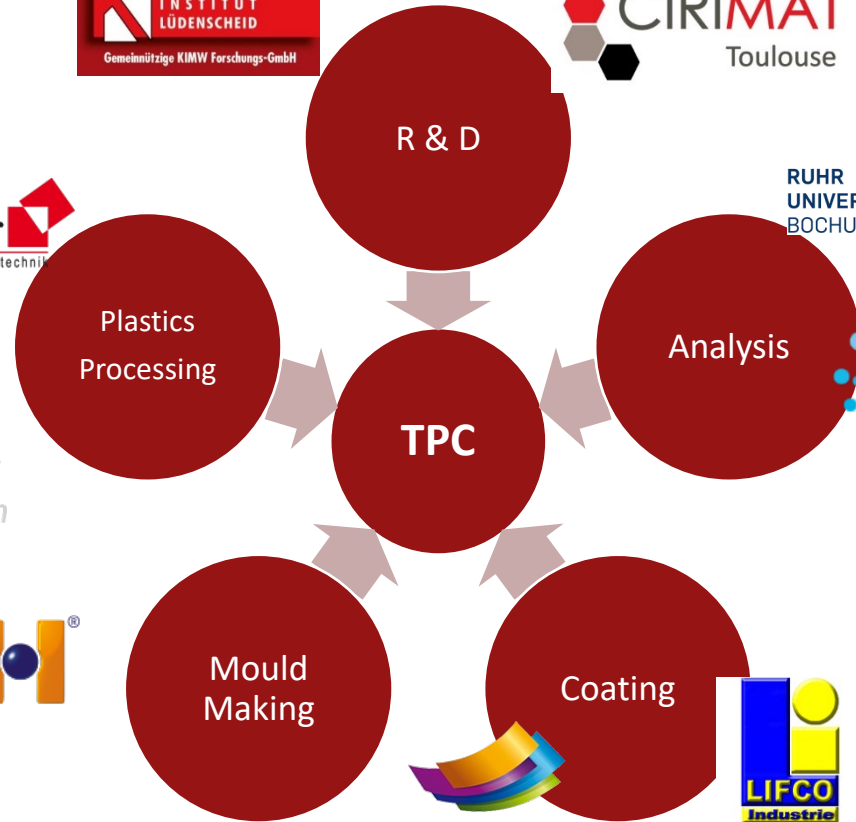 INSTITUT
LÜDENSCHEID
Gemeinnützige KIMW Forschungs-GmbH
CIRIMAT
Toulouse
R & D
RUHR
BOCHU
technik
Plastics
Processing
Analysis
TPC
®
Mould
Making
Coating
LIFCO
Industrie